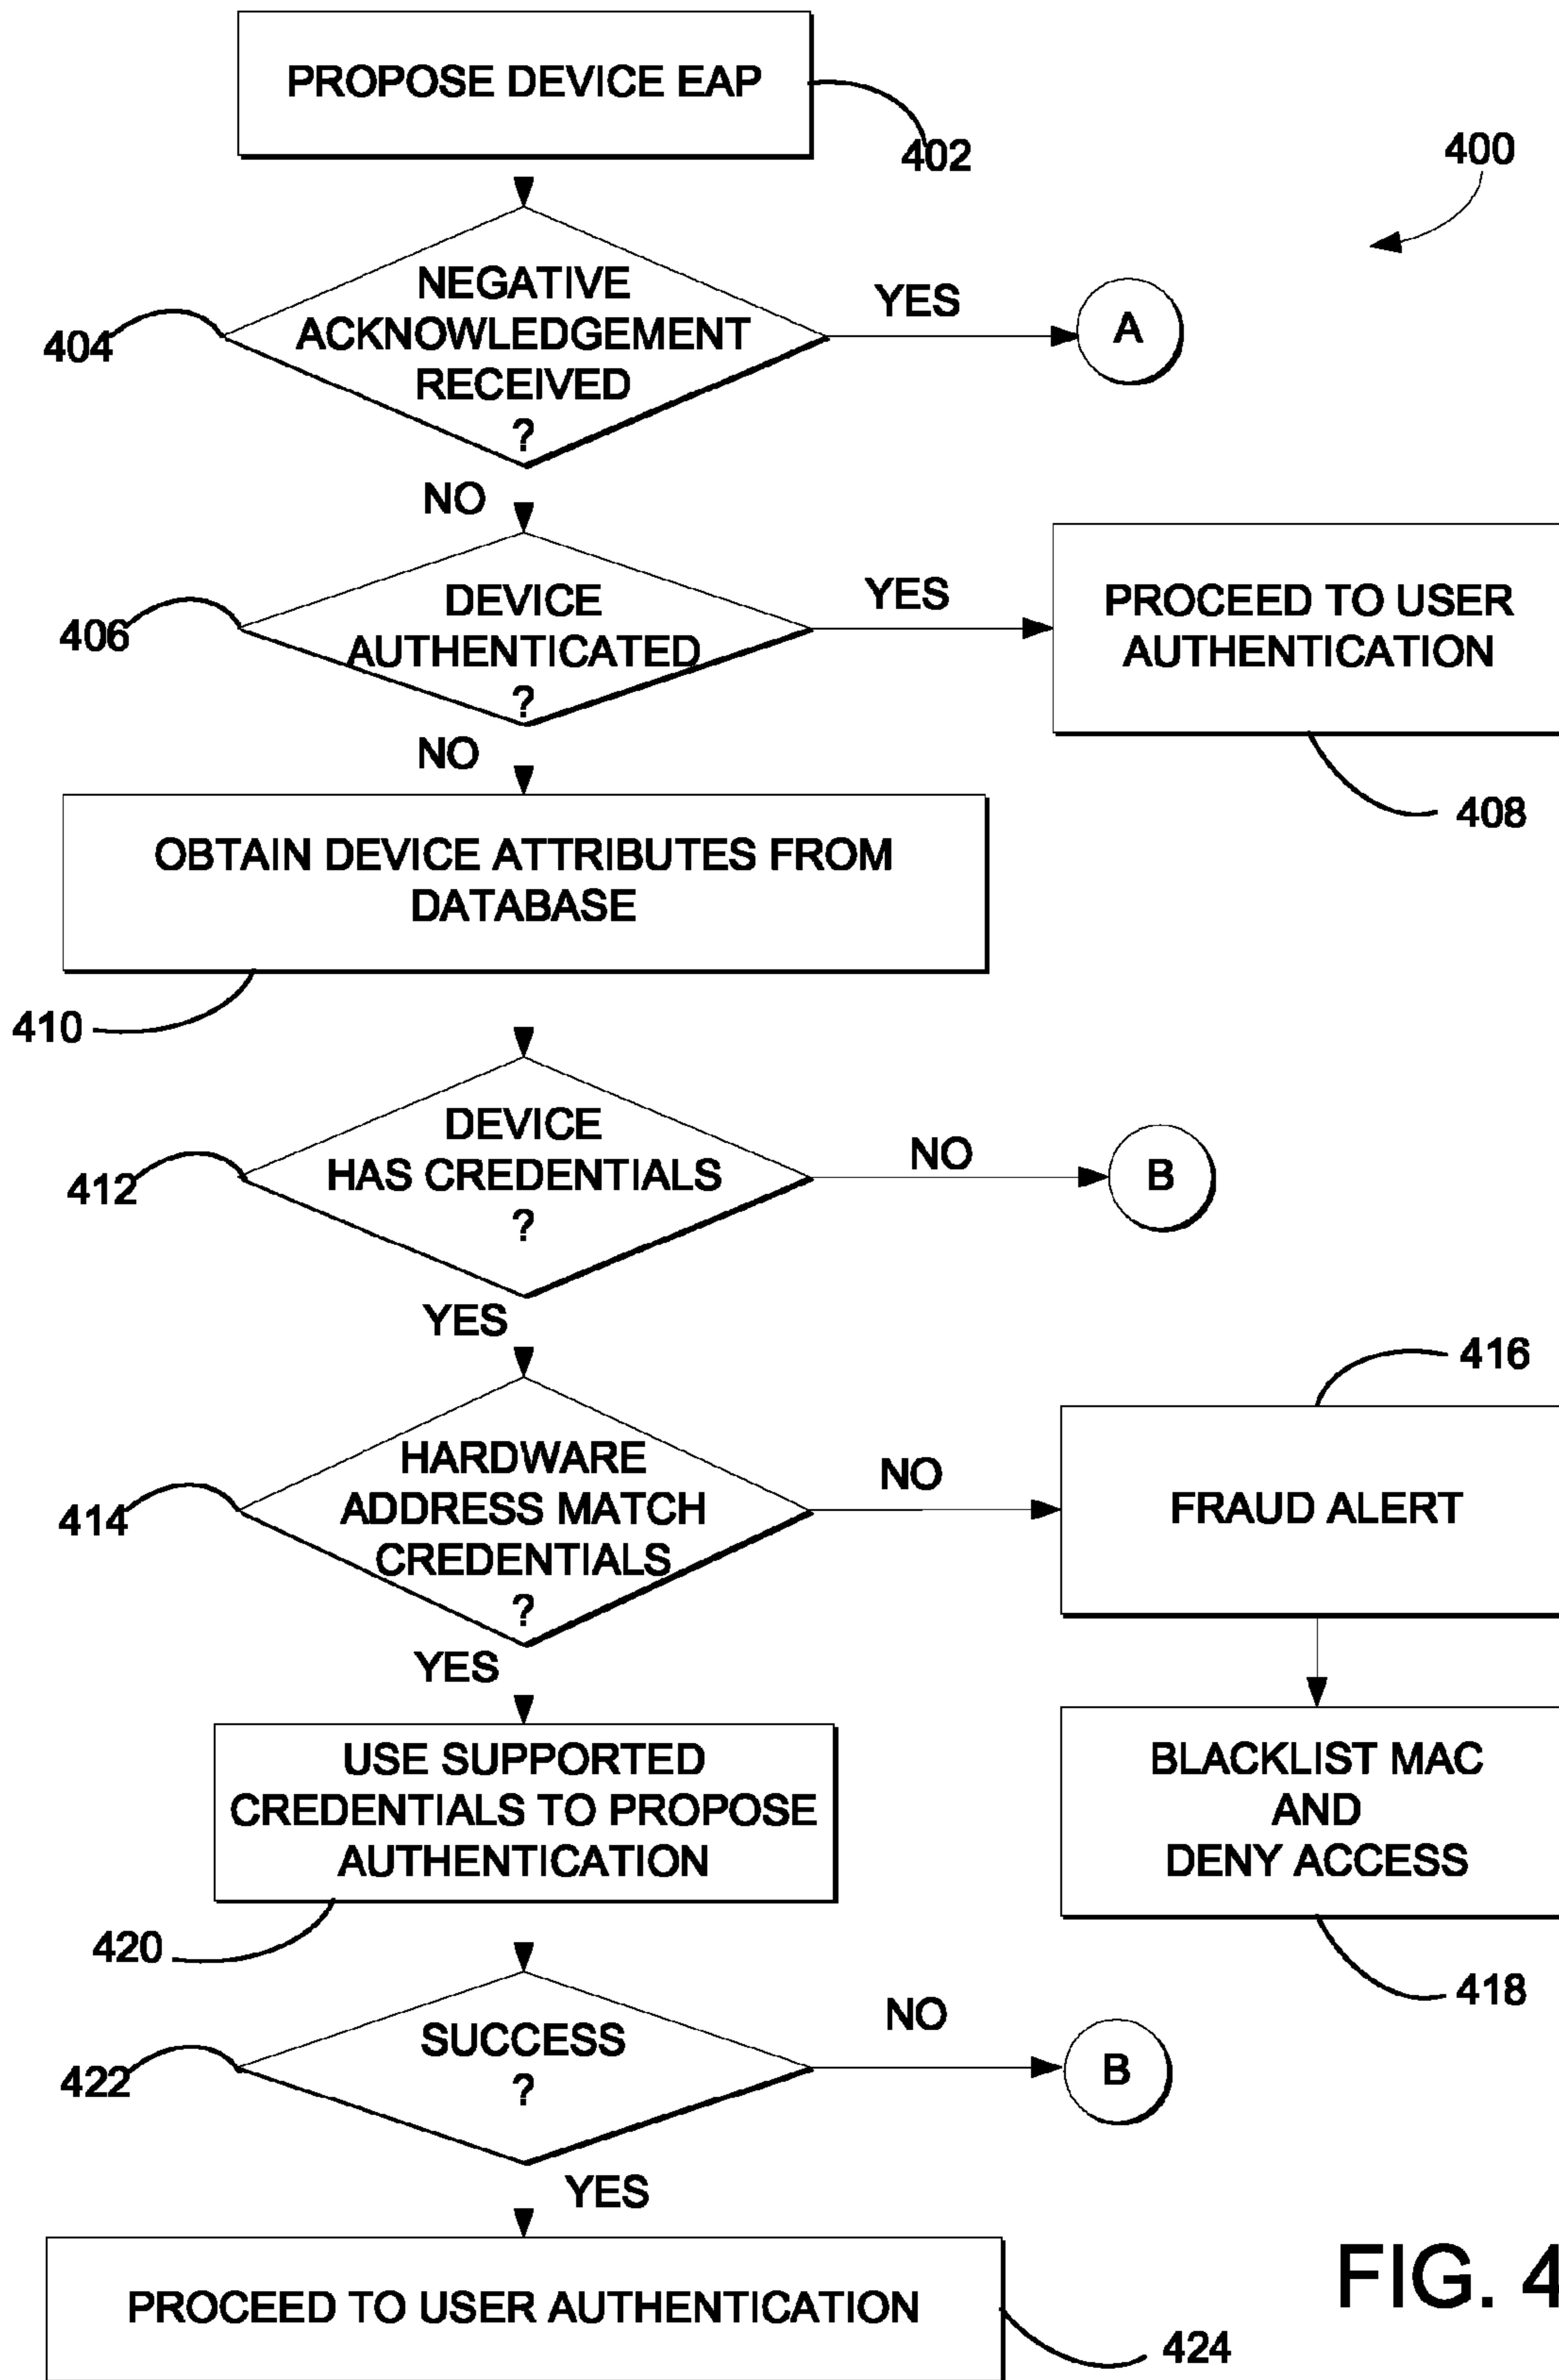 PROPOSE DEVICE EAP
402
400
NEGATIVE
ACKNOWLEDGEMENT
RECEIVED
?
404
YES
A
NO
DEVICE
AUTHENTICATED
?
406
YES
PROCEED TO USER
AUTHENTICATION
408
NO
OBTAIN DEVICE ATTRIBUTES FROM
DATABASE
410
DEVICE
HAS CREDENTIALS
?
412
NO
B
YES
HARDWARE
ADDRESS MATCH
CREDENTIALS
?
414
NO
416
FRAUD ALERT
YES
USE SUPPORTED
CREDENTIALS TO PROPOSE
AUTHENTICATION
420
BLACKLIST MAC
AND
DENY ACCESS
418
SUCCESS
?
422
NO
B
YES
PROCEED TO USER AUTHENTICATION
424
FIG. 4